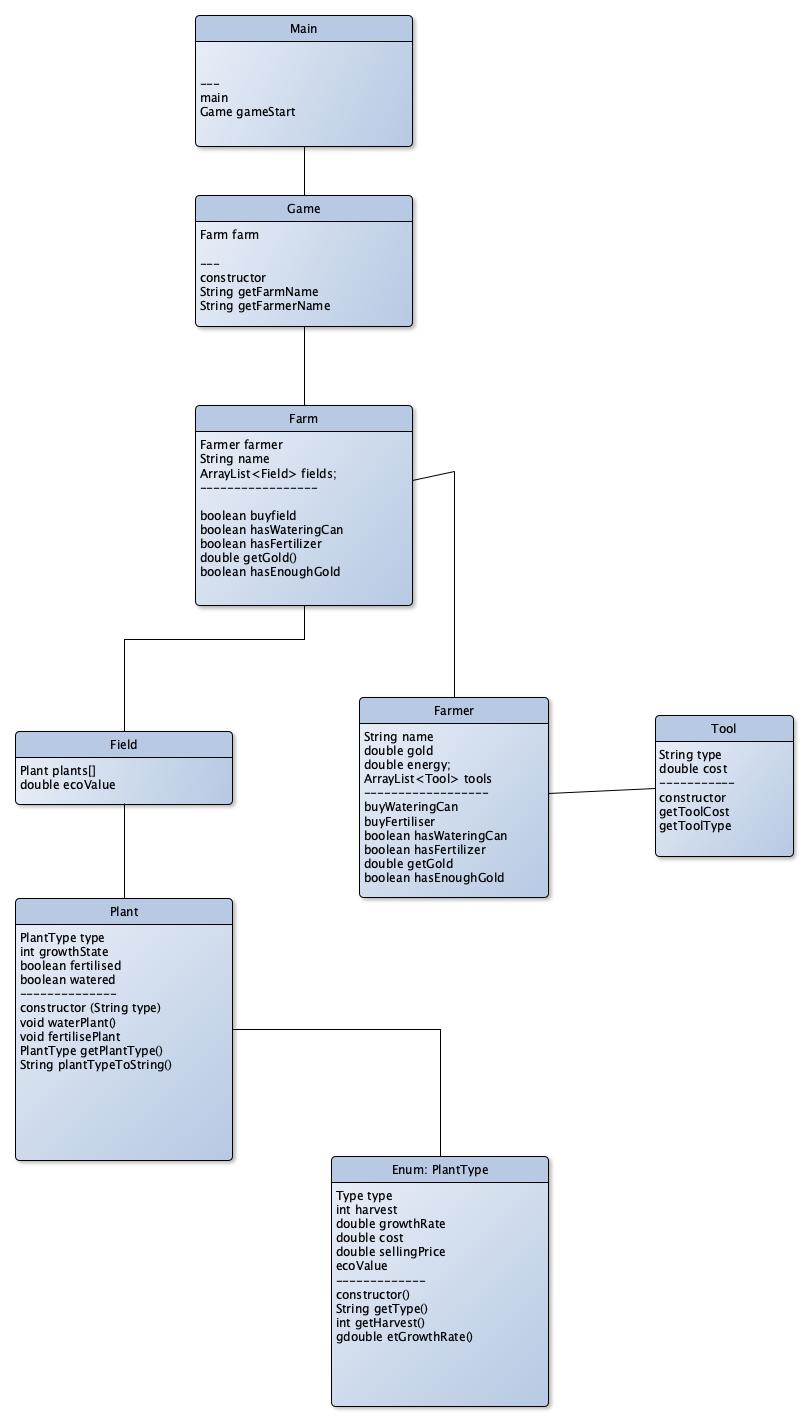 Main
---
main
Game gameStart
Game
Farm farm
---
constructor
String getFarmName
String getFarmerName
Farm
Farmer farmer
String name
ArrayList<Field> fields;
-----------------
boolean buyfield
boolean hasWateringCan
boolean hasFertilizer
double getGold()
boolean hasEnoughGold
Field
Plant plants[]
double ecoValue
Farmer
String name
double gold
double energy;
ArrayList<Tool> tools
------------------
buyWateringCan
buyFertiliser
boolean hasWateringCan
boolean hasFertilizer
double getGold
boolean hasEnoughGold
Tool
String type
double cost
-----------
constructor
getToolCost
getToolType
Plant
PlantType type
int growthState
boolean fertilised
boolean watered
--------------
constructor (String type)
void waterPlant()
void fertilisePlant
PlantType getPlantType()
String plantTypeToString()
Enum: PlantType
Type type
int harvest
double growthRate
double cost
double sellingPrice
ecoValue
-------------
constructor()
String getType()
int getHarvest()
gdouble etGrowthRate()